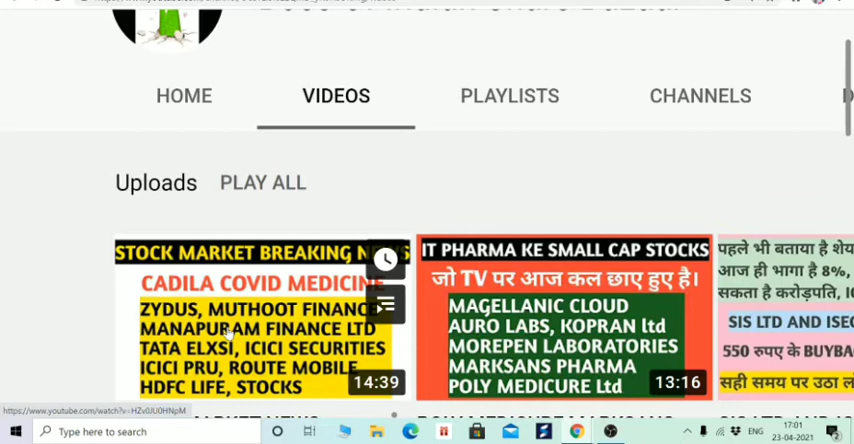 HOME VIDEOS PLAYLISTS CHANNELS
Uploads PLAY ALL
STOCK MARKET BREAKING
CADILA COVID MEDICINE
ZYDUS, MUTHOOT FINANCE
MANAPURAM FINANCE LTD
TATA ELXSI, ICICI SECURITIES
ICICI PRU, ROUTE MOBILE
HDFC LIFE, STOCKS
14:39
IT PHARMA KE SMALL CAP STOCKS
जो TV पर आज कल छाए हुए है।
MAGELLANIC CLOUD
AURO LABS, KOPRAN ltd
MOREPEN LABORATORIES
MARKSANS PHARMA
POLY MEDICURE Ltd
13:16
पहले भी बताया है शेय
आज ही भागा है 8%,
सकता है करोड़पति,
SIS LTD AND ISEC
550 रुपए के BUYBA
सही समय पर उठा
https://www.youtube.com/watch?v=HZv0JU0HNpM
Type here to search
ENG
17:01
23-04-2021
2